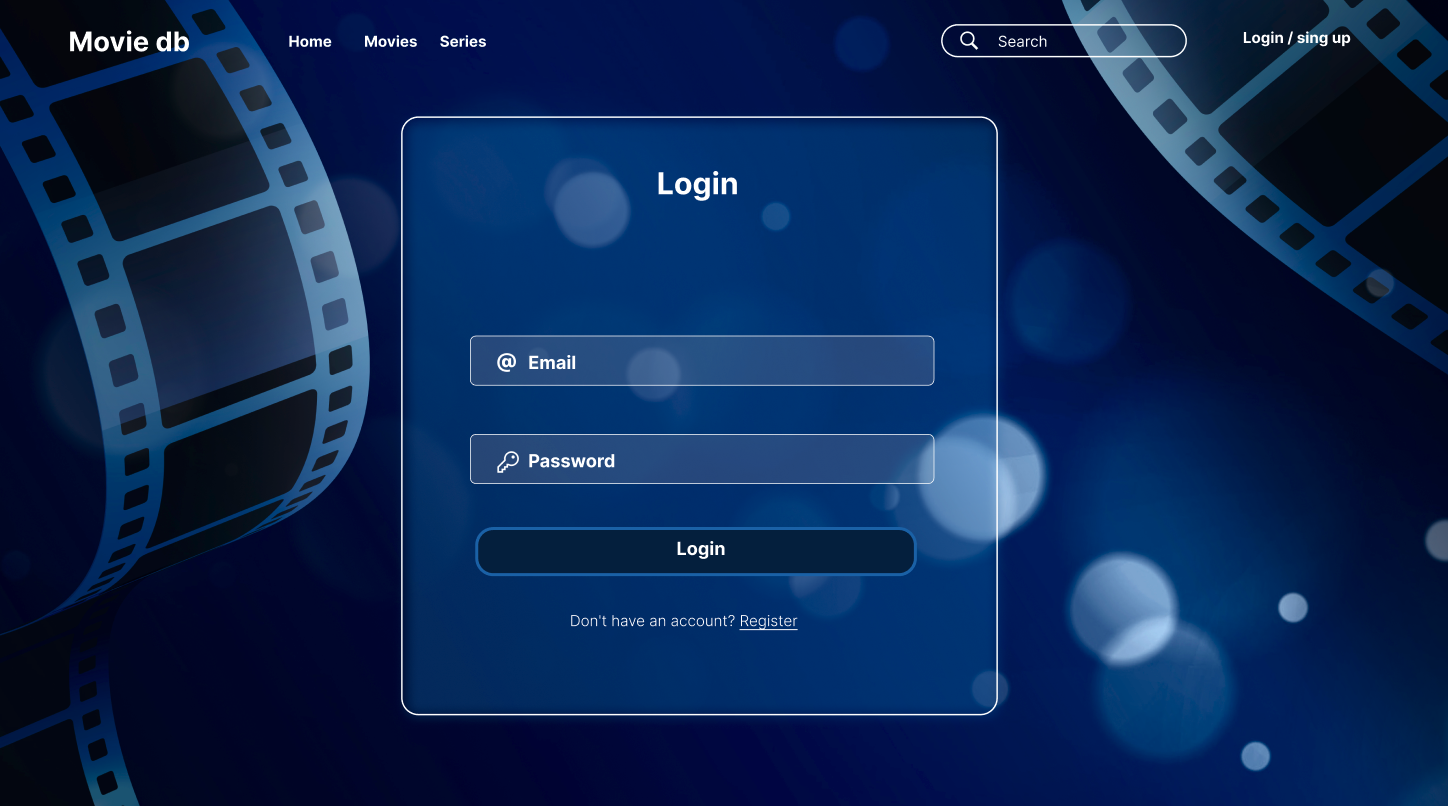 Movie db
Home Movies Series
Search
Login / sing up
Login
@ Email
Password
Login
Don't have an account? Register